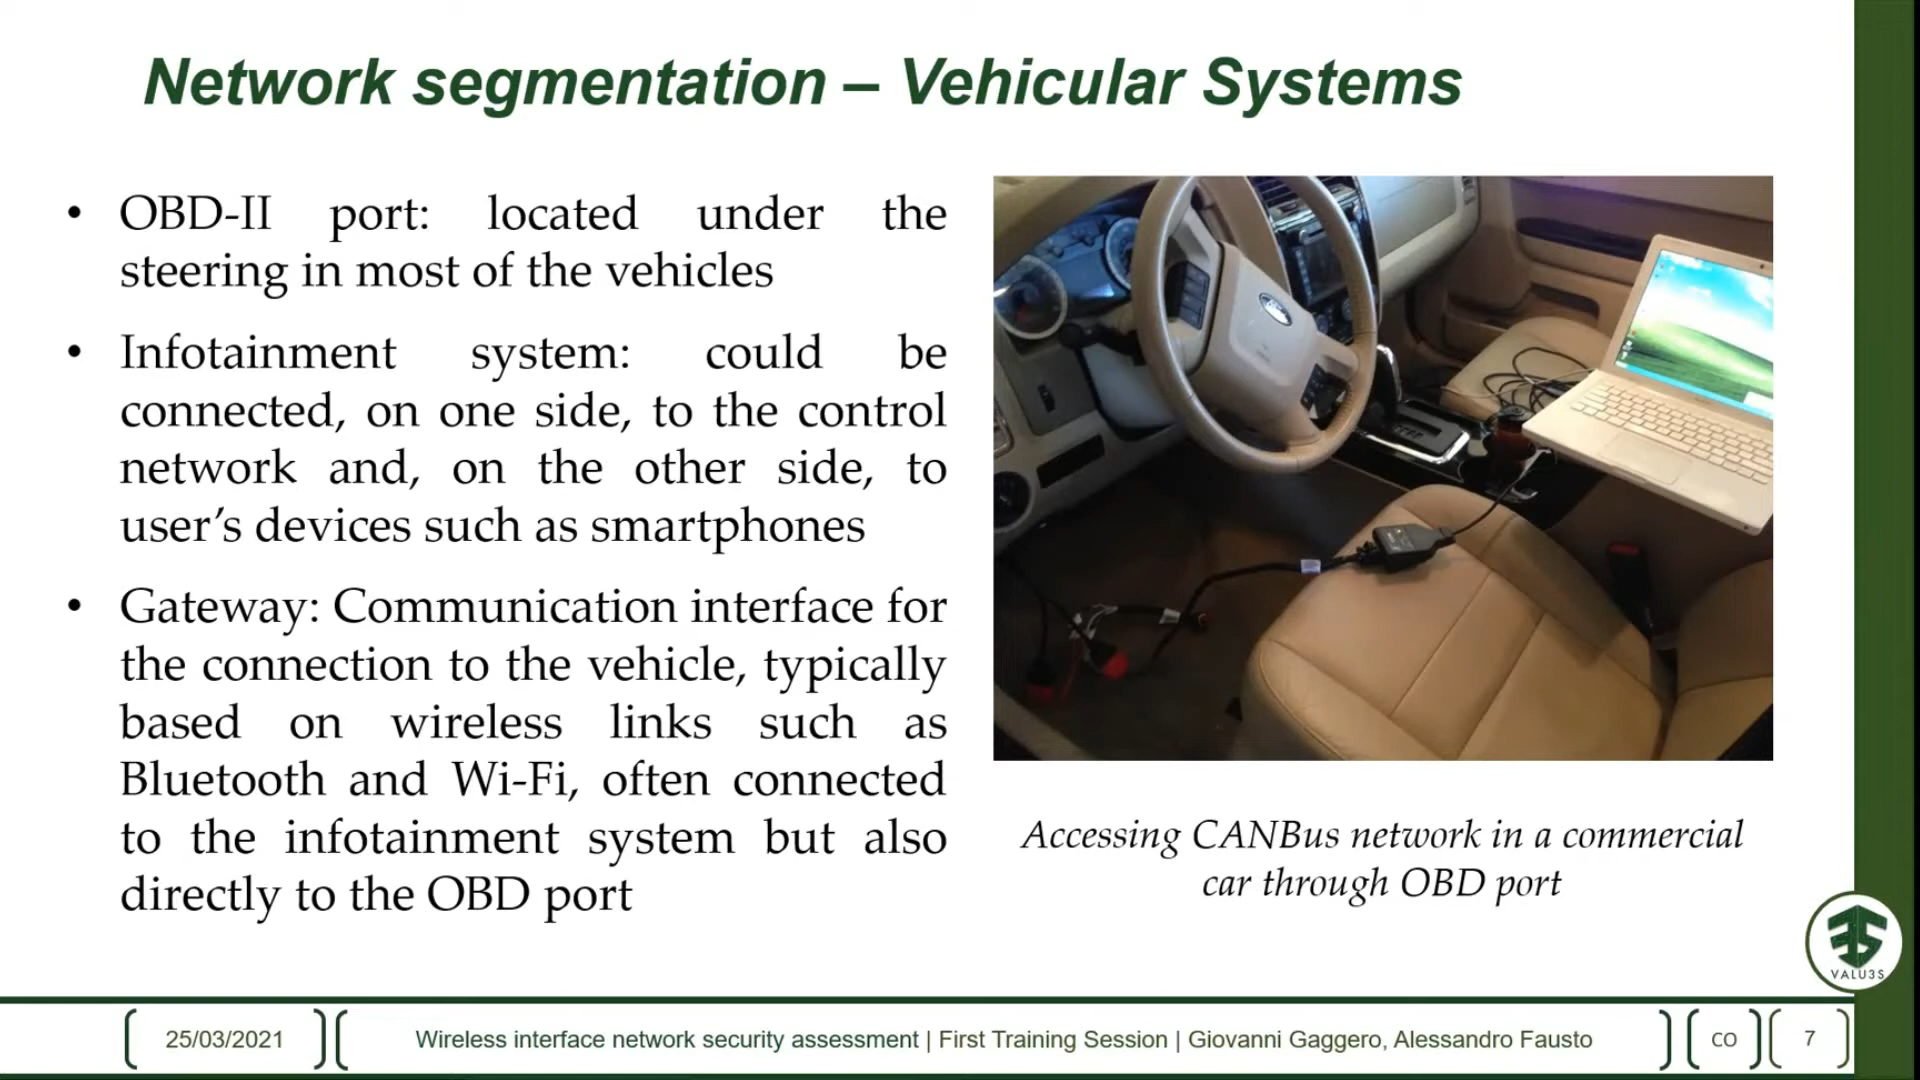 Network segmentation – Vehicular Systems
• OBD-II port: located under the
steering in most of the vehicles
• Infotainment system: could be
connected, on one side, to the control
network and, on the other side, to
user’s devices such as smartphones
• Gateway: Communication interface for
the connection to the vehicle, typically
based on wireless links such as
Bluetooth and Wi-Fi, often connected
to the infotainment system but also
directly to the OBD port
Accessing CANBus network in a commercial
car through OBD port
VALU3S
25/03/2021
Wireless interface network security assessment | First Training Session | Giovanni Gaggero, Alessandro Fausto
CO
7